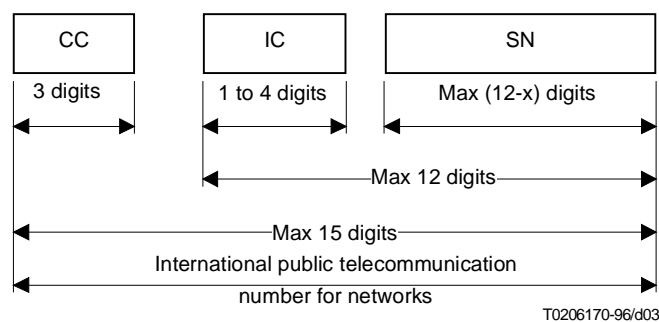 CC IC SN
3 digits 1 to 4 digits Max (12-x) digits
Max 12 digits
Max 15 digits
International public telecommunication
number for networks
T0206170-96/d03